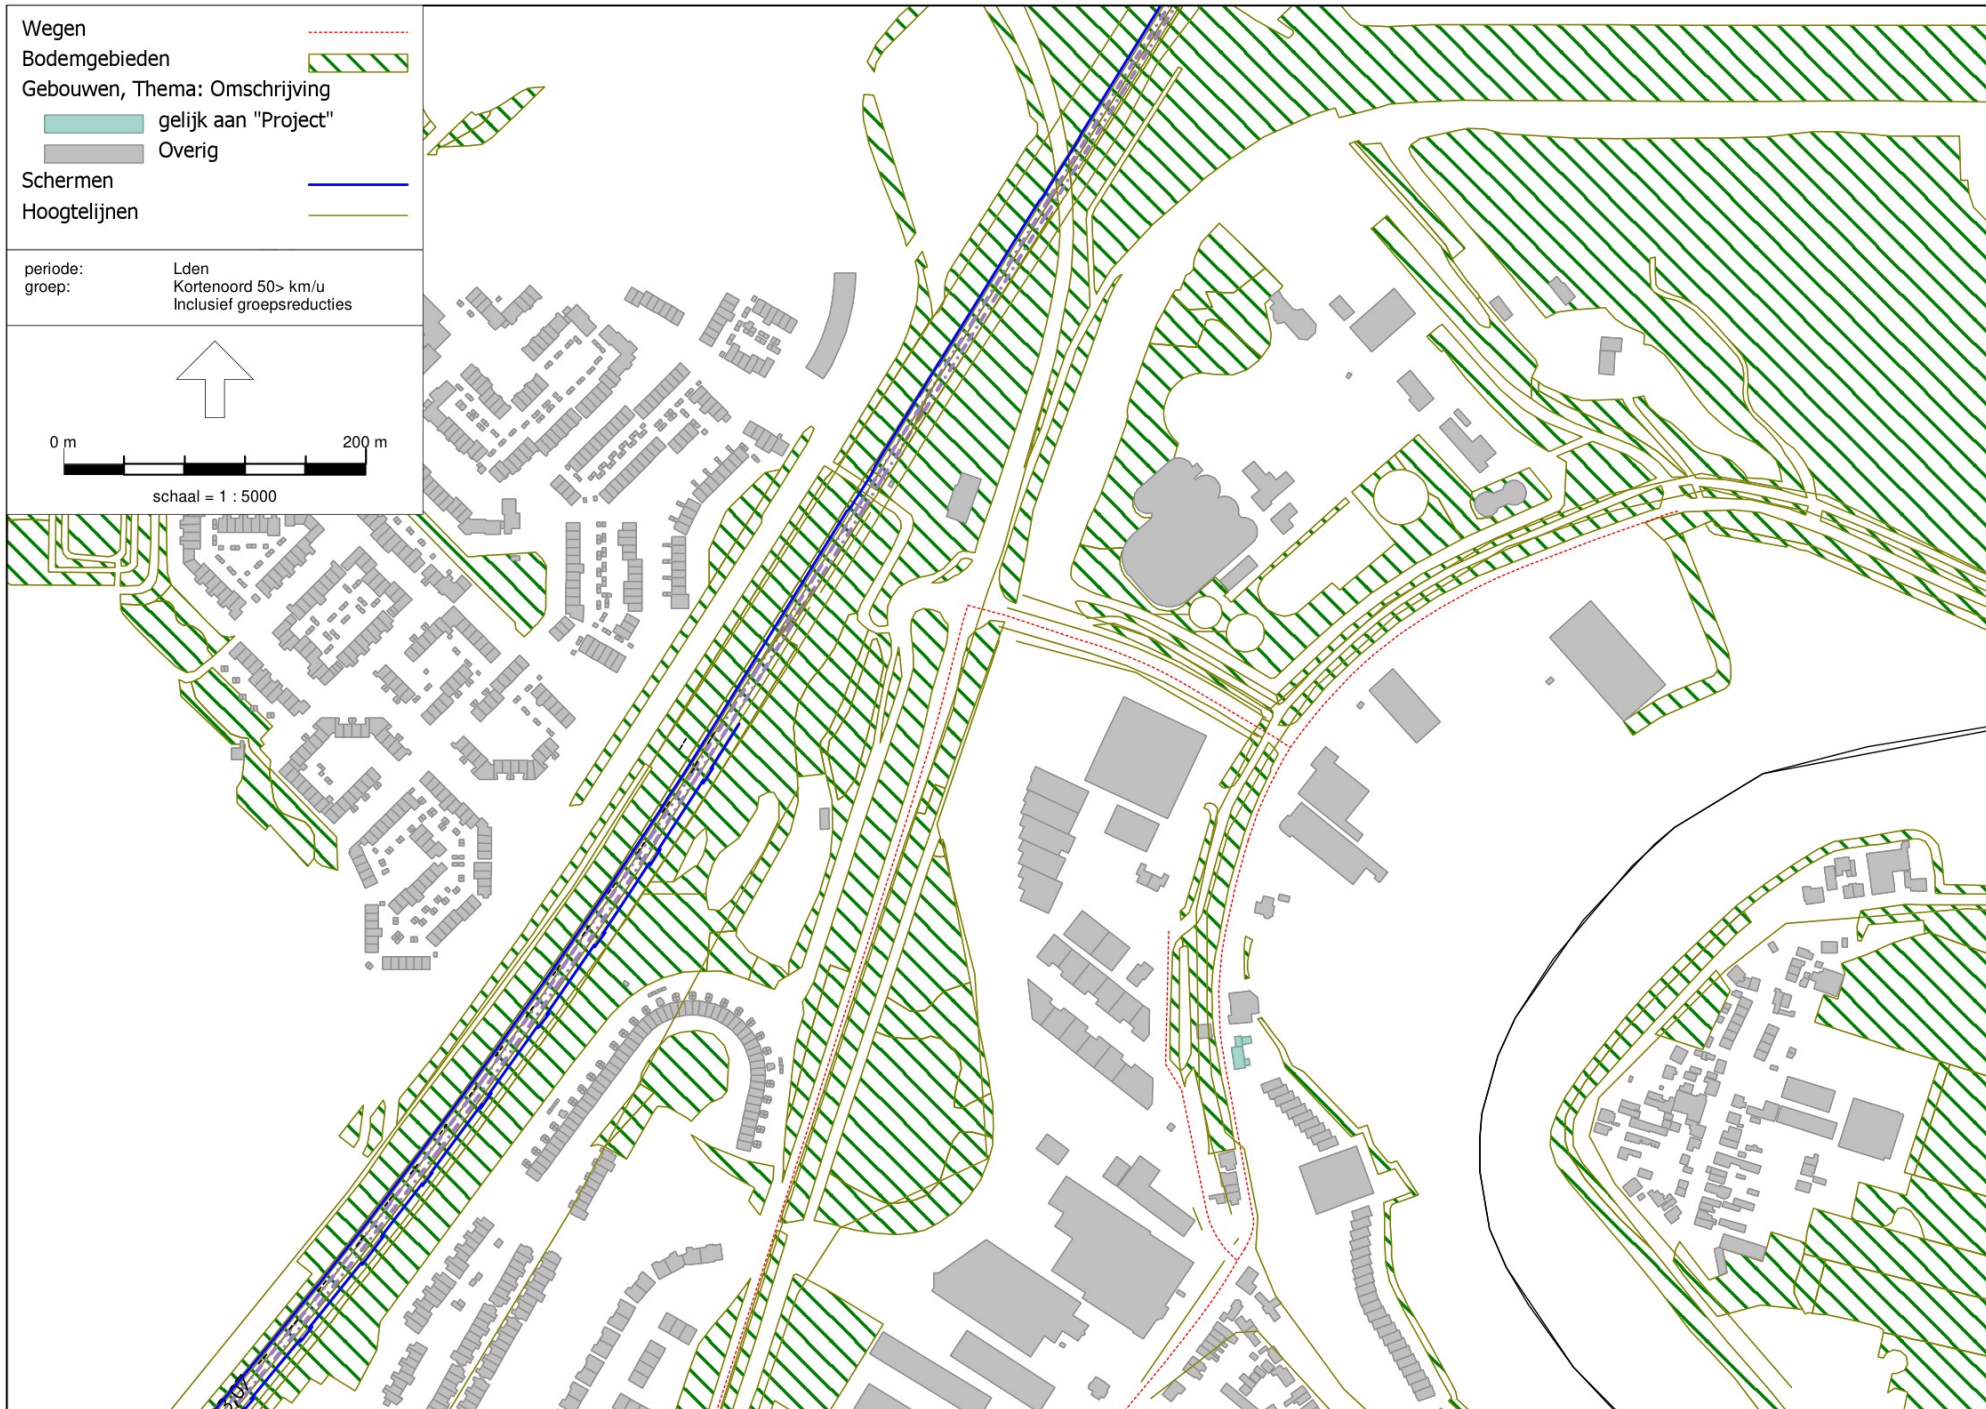 Wegen
Bodemgebieden
Gebouwen, Thema: Omschrijving
gelijk aan "Project"
Overig
Schermen
Hoogtelijnen
periode: Lden
groep: Kortenoord 50> km/u
Inclusief groepsreducties
0 m 200 m
schaal = 1 : 5000